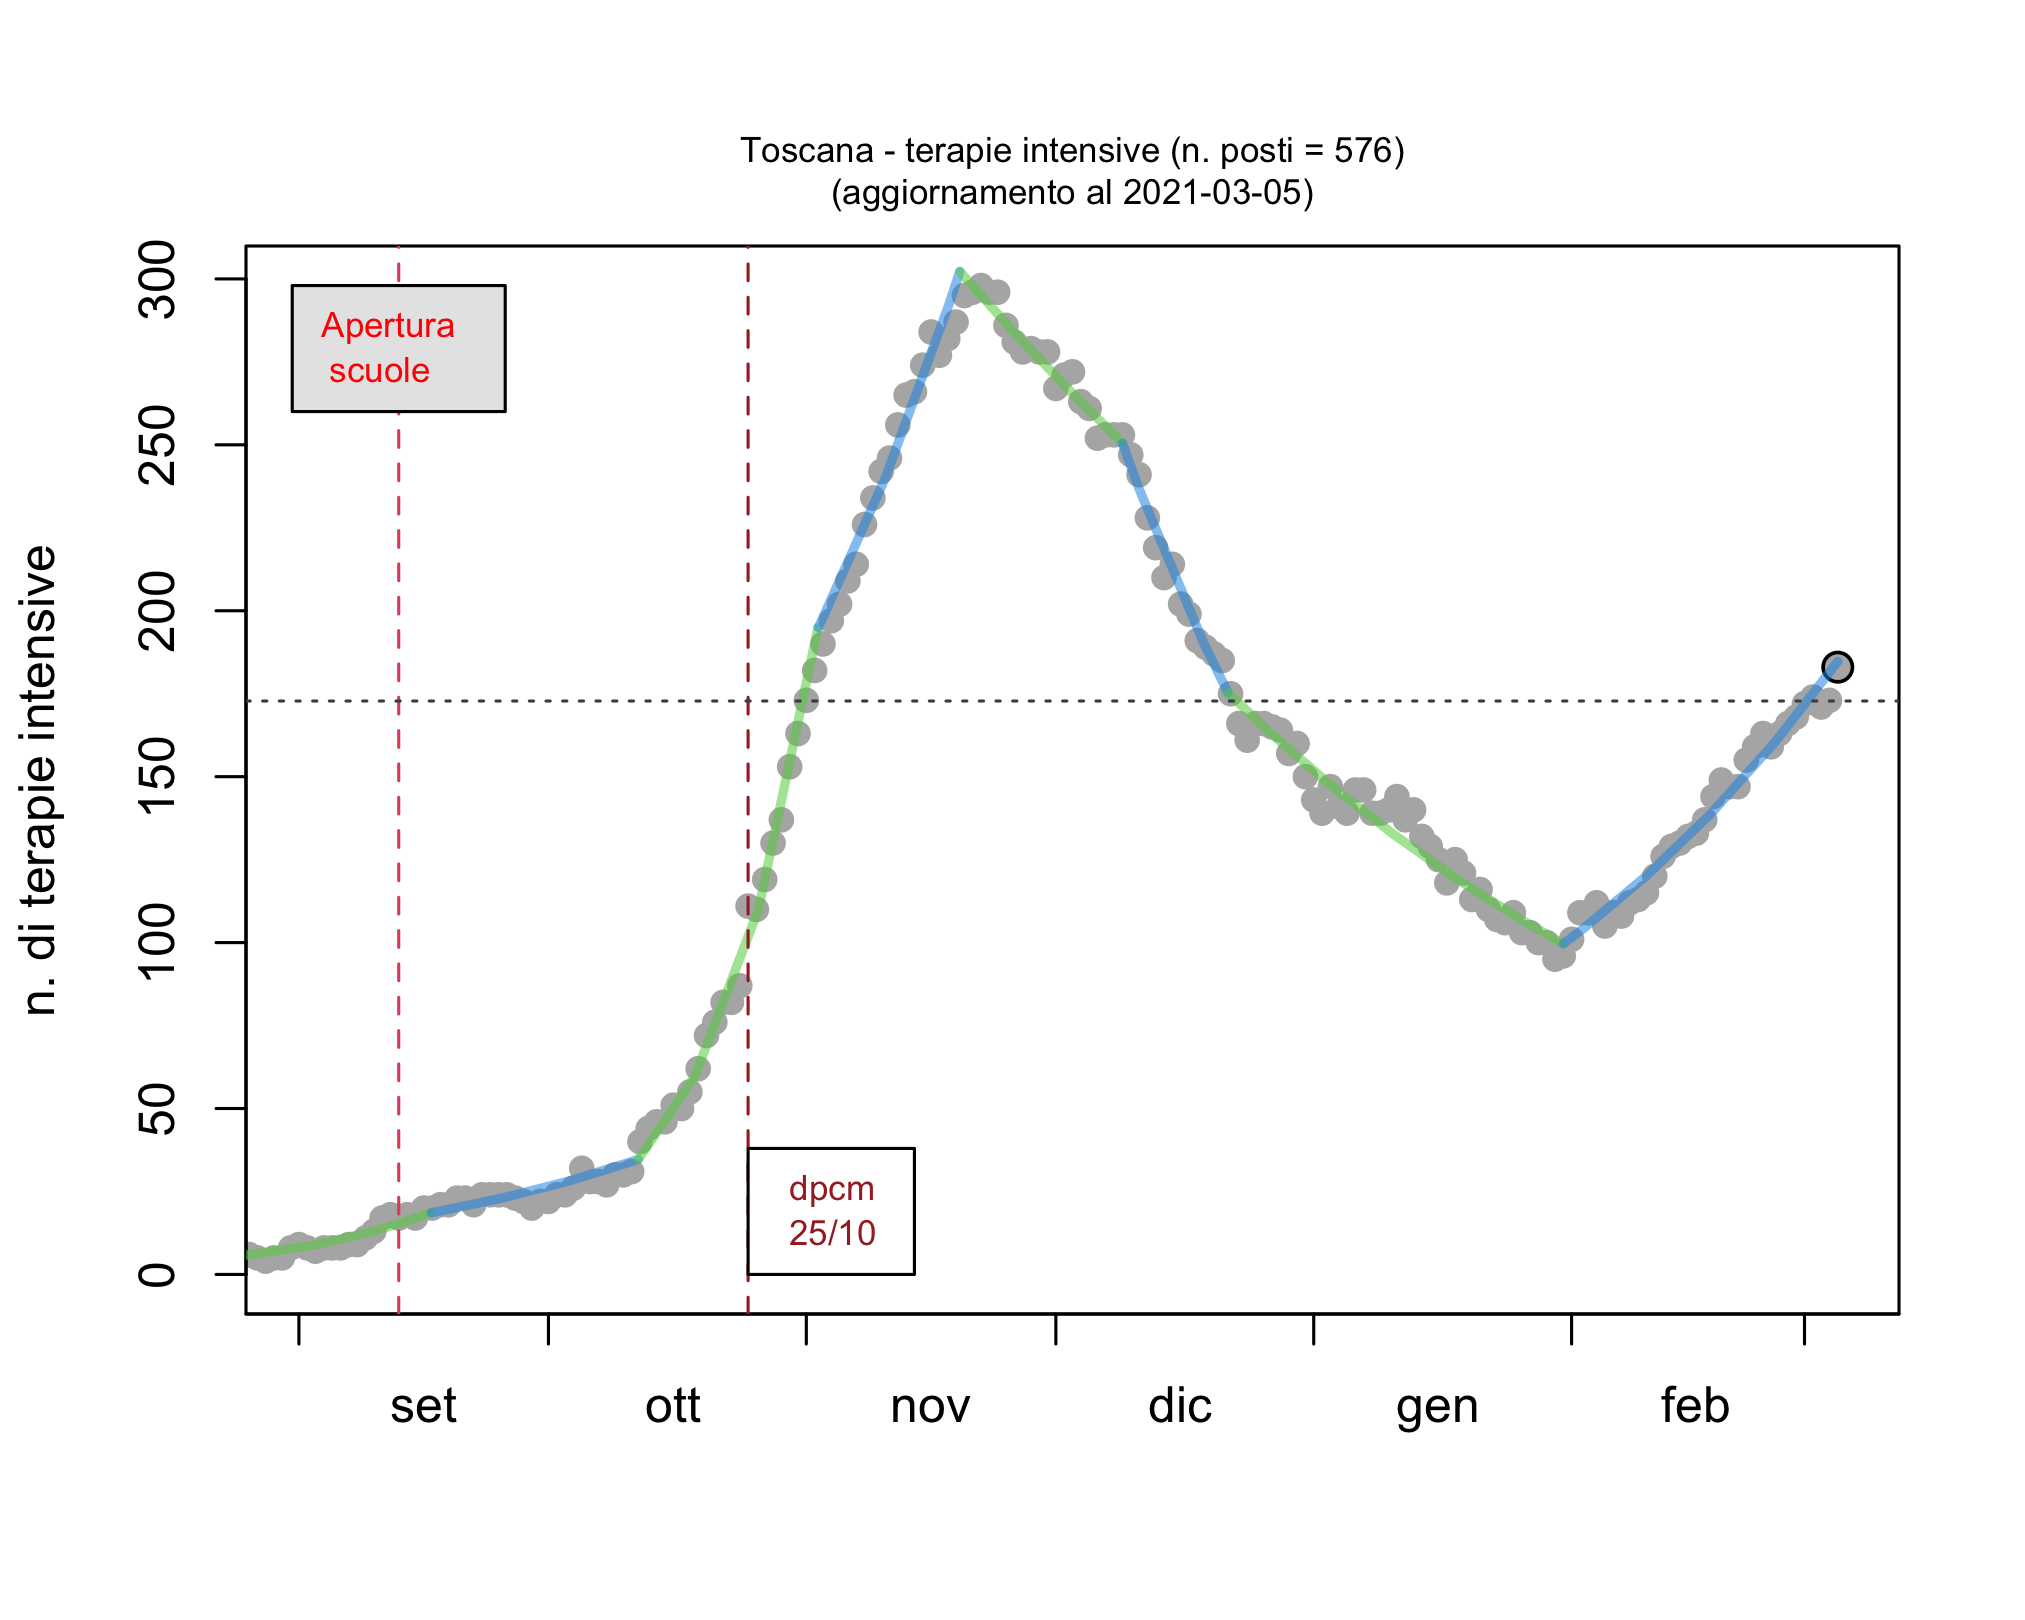 Toscana - terapie intensive (n. posti = 576)
(aggiornamento al 2021-03-05)
n. di terapie intensive
300
250
200
150
100
50
0
Apertura
scuole
dpcm
25/10
set
ott
nov
dic
gen
feb